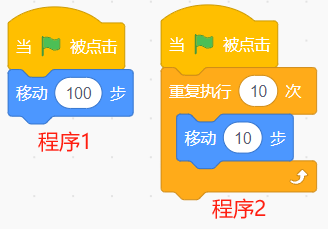 当 被点击
移动 100 步
程序1
当 被点击
重复执行 10 次
移动 10 步
程序2